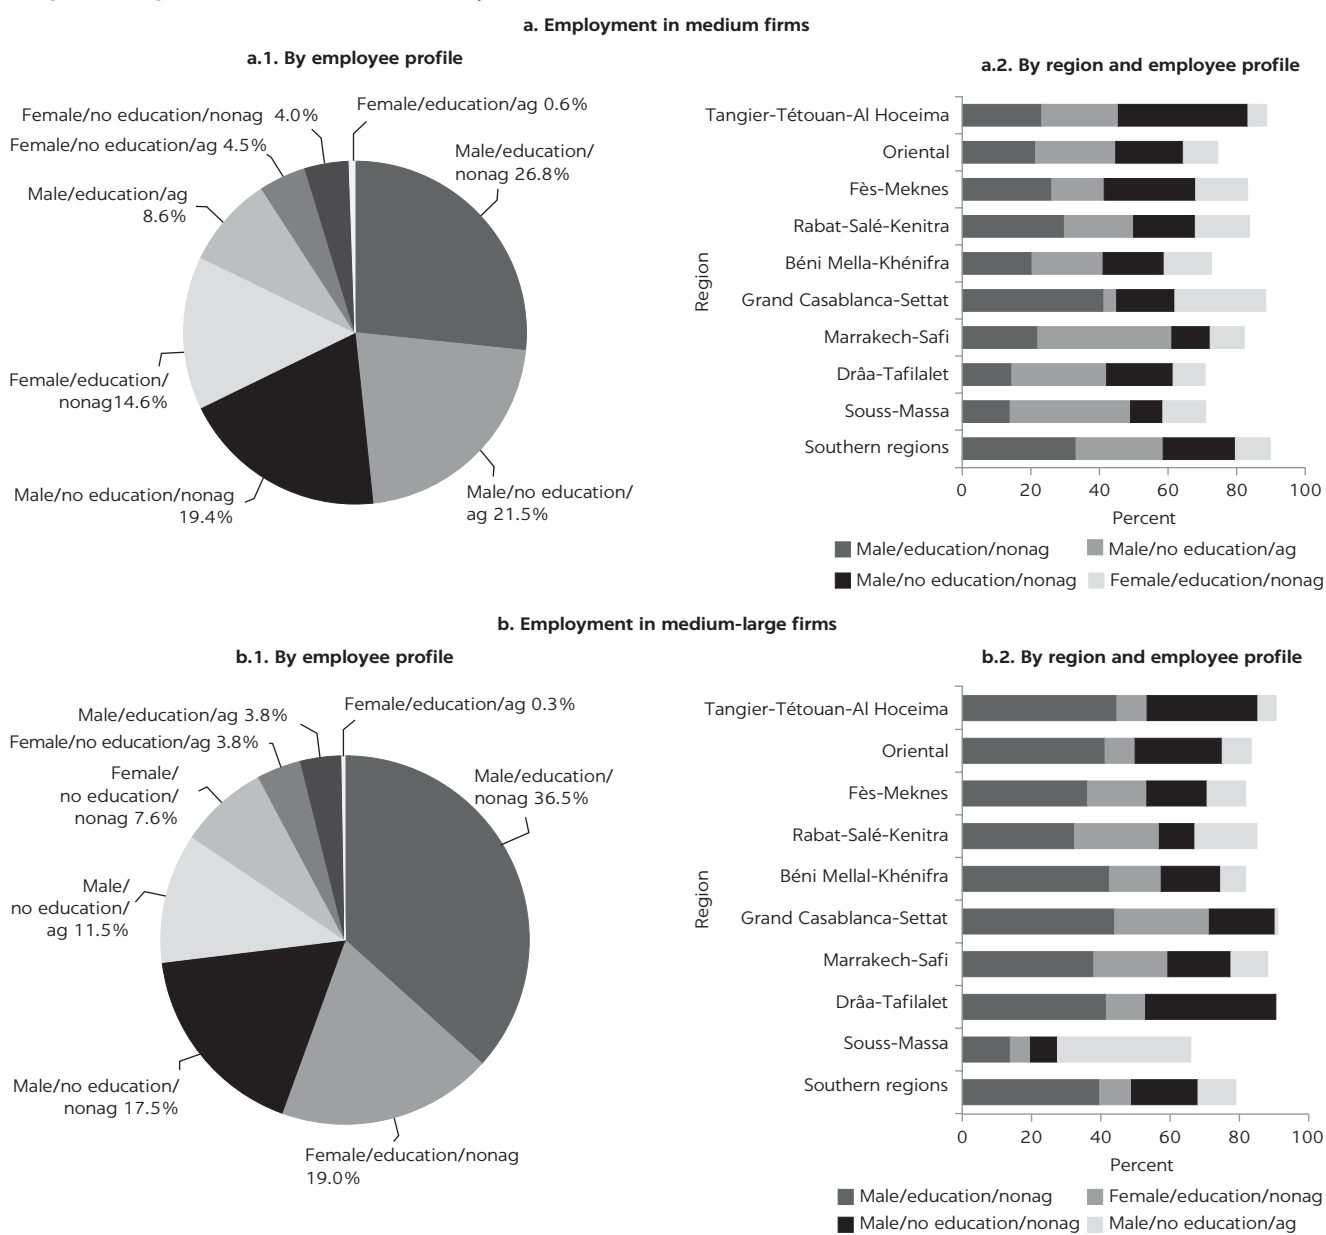 a. Employment in medium firms
a.1. By employee profile
Female/no education/nonag 4.0%
Female/education/ag 0.6%
Female/no education/ag 4.5%
Male/education/
nonag 26.8%
Male/education/ag
8.6%
Female/education/
nonag14.6%
Male/no education/nonag
19.4%
Male/no education/
ag 21.5%
a.2. By region and employee profile
Region
Tangier-Tétouan-Al Hoceima
Oriental
Fès-Meknes
Rabat-Salé-Kenitra
Béni Mella-Khénifra
Grand Casablanca-Settat
Marrakech-Safi
Drâa-Tafilalet
Souss-Massa
Southern regions
0 20 40 60 80 100
Percent
Male/education/nonag Male/no education/ag
Male/no education/nonag Female/education/nonag
b. Employment in medium-large firms
b.1. By employee profile
Female/education/ag 0.3%
Male/education/ag 3.8%
Female/no education/ag 3.8%
Female/
no education/
nonag 7.6%
Male/education/
nonag 36.5%
Male/
no education/
ag 11.5%
Male/no education/
nonag 17.5%
Female/education/nonag
19.0%
b.2. By region and employee profile
Region
Tangier-Tétouan-Al Hoceima
Oriental
Fès-Meknes
Rabat-Salé-Kenitra
Béni Mellal-Khénifra
Grand Casablanca-Settat
Marrakech-Safi
Drâa-Tafilalet
Souss-Massa
Southern regions
0 20 40 60 80 100
Percent
Male/education/nonag Female/education/nonag
Male/no education/nonag Male/no education/ag